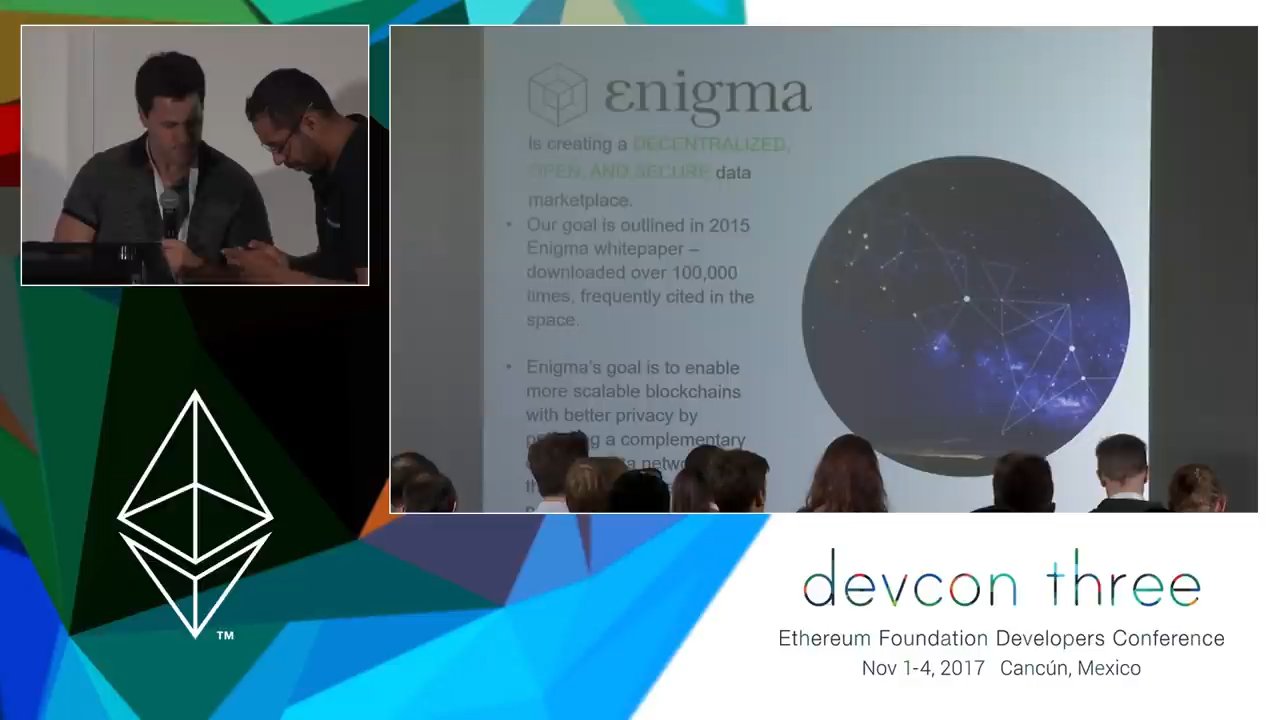 εnigma
Is creating a DECENTRALIZED,
OPEN, AND SECURE data
marketplace.
• Our goal is outlined in 2015
Enigma whitepaper –
downloaded over 100,000
times, frequently cited in the
space.
• Enigma's goal is to enable
more scalable blockchains
with better privacy by
a complementary
TM
devcon three
Ethereum Foundation Developers Conference
Nov 1-4, 2017 Cancún, Mexico